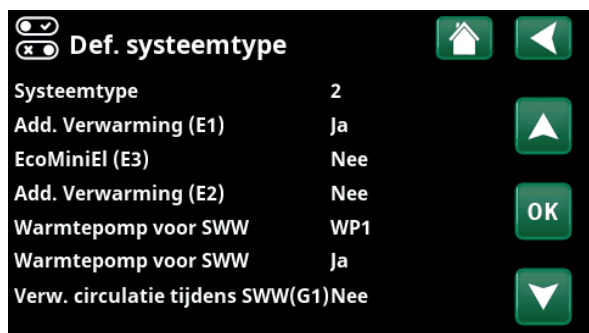 Def. systeemtype
Systeemtype 2
Add. Verwarming (E1) Ja
EcoMiniEl (E3) Nee
Add. Verwarming (E2) Nee
OK
Warmtepomp voor SWW WP1
Warmtepomp voor SWW Ja
Verw. circulatie tijdens SWW(G1) Nee